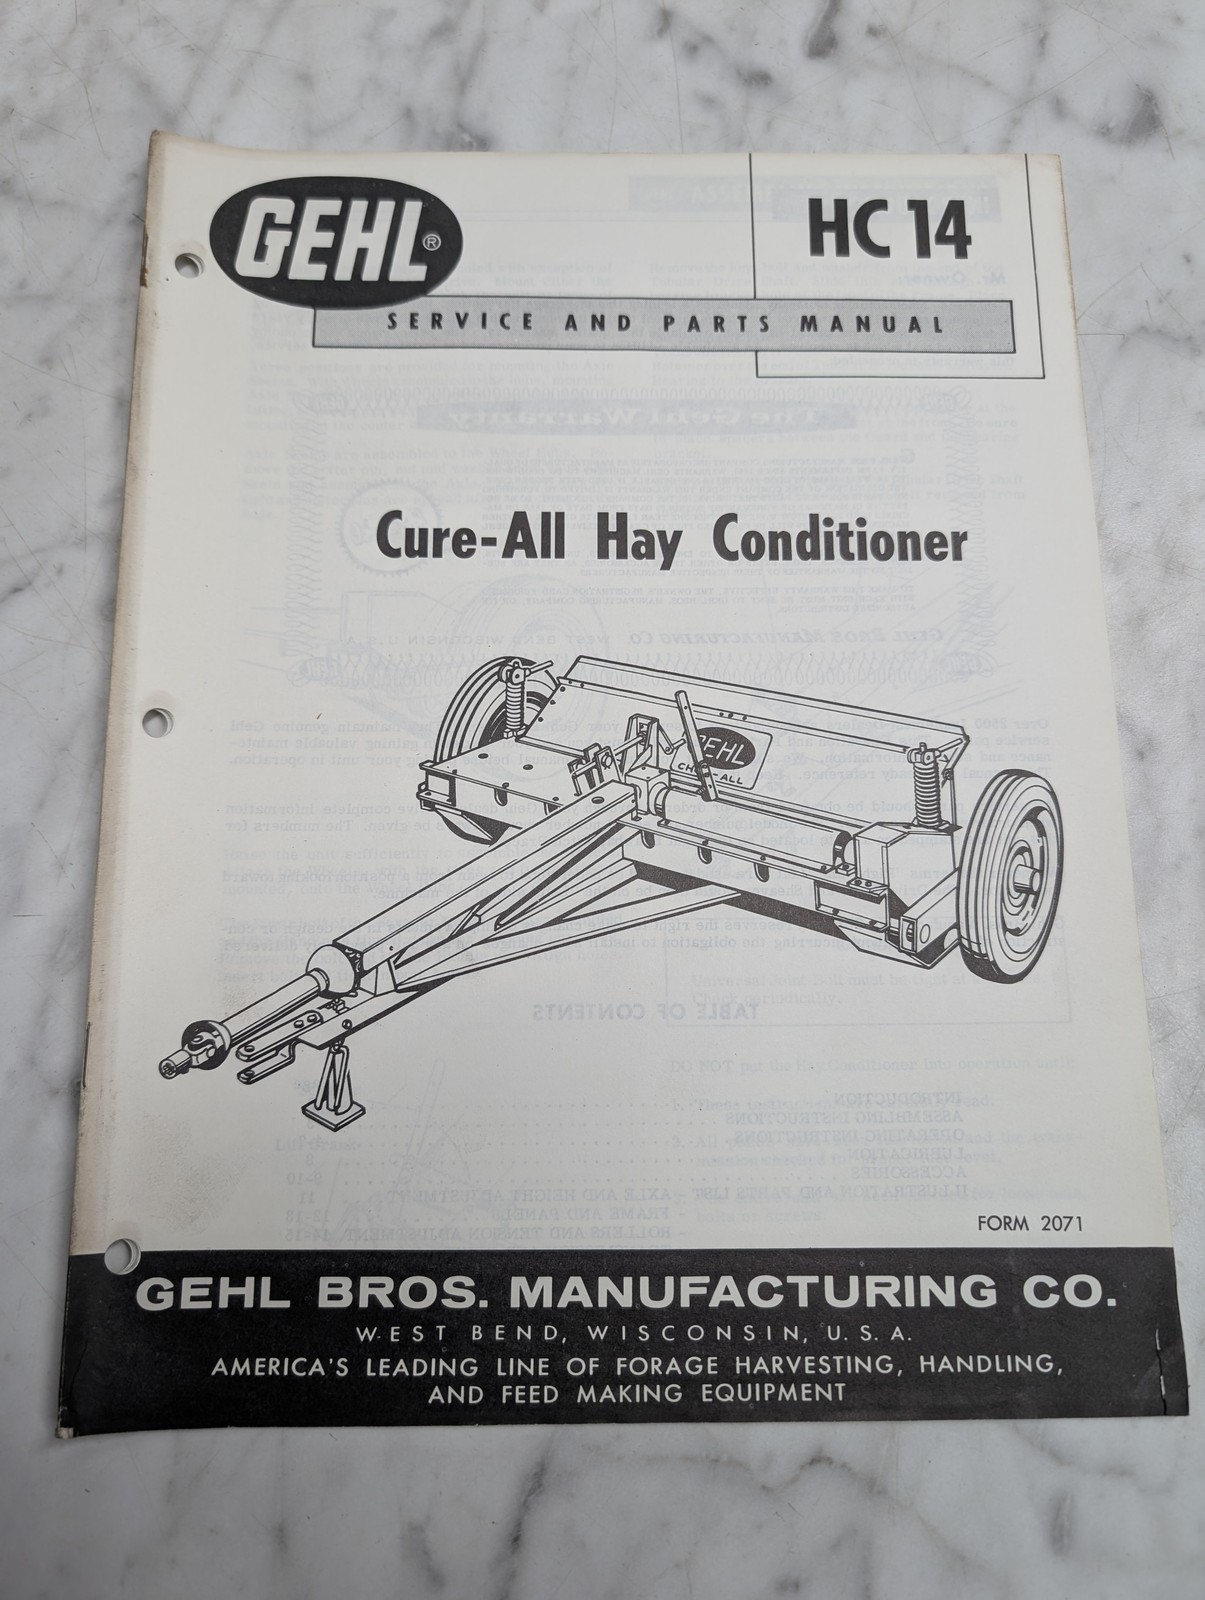 GEHL®
HC 14
SERVICE AND PARTS MANUAL
Cure-All Hay Conditioner
GEHL
ALL
FORM 2071
GEHL BROS. MANUFACTURING CO.
WEST BEND, WISCONSIN, U.S.A.
AMERICA'S LEADING LINE OF FORAGE HARVESTING, HANDLING,
AND FEED MAKING EQUIPMENT